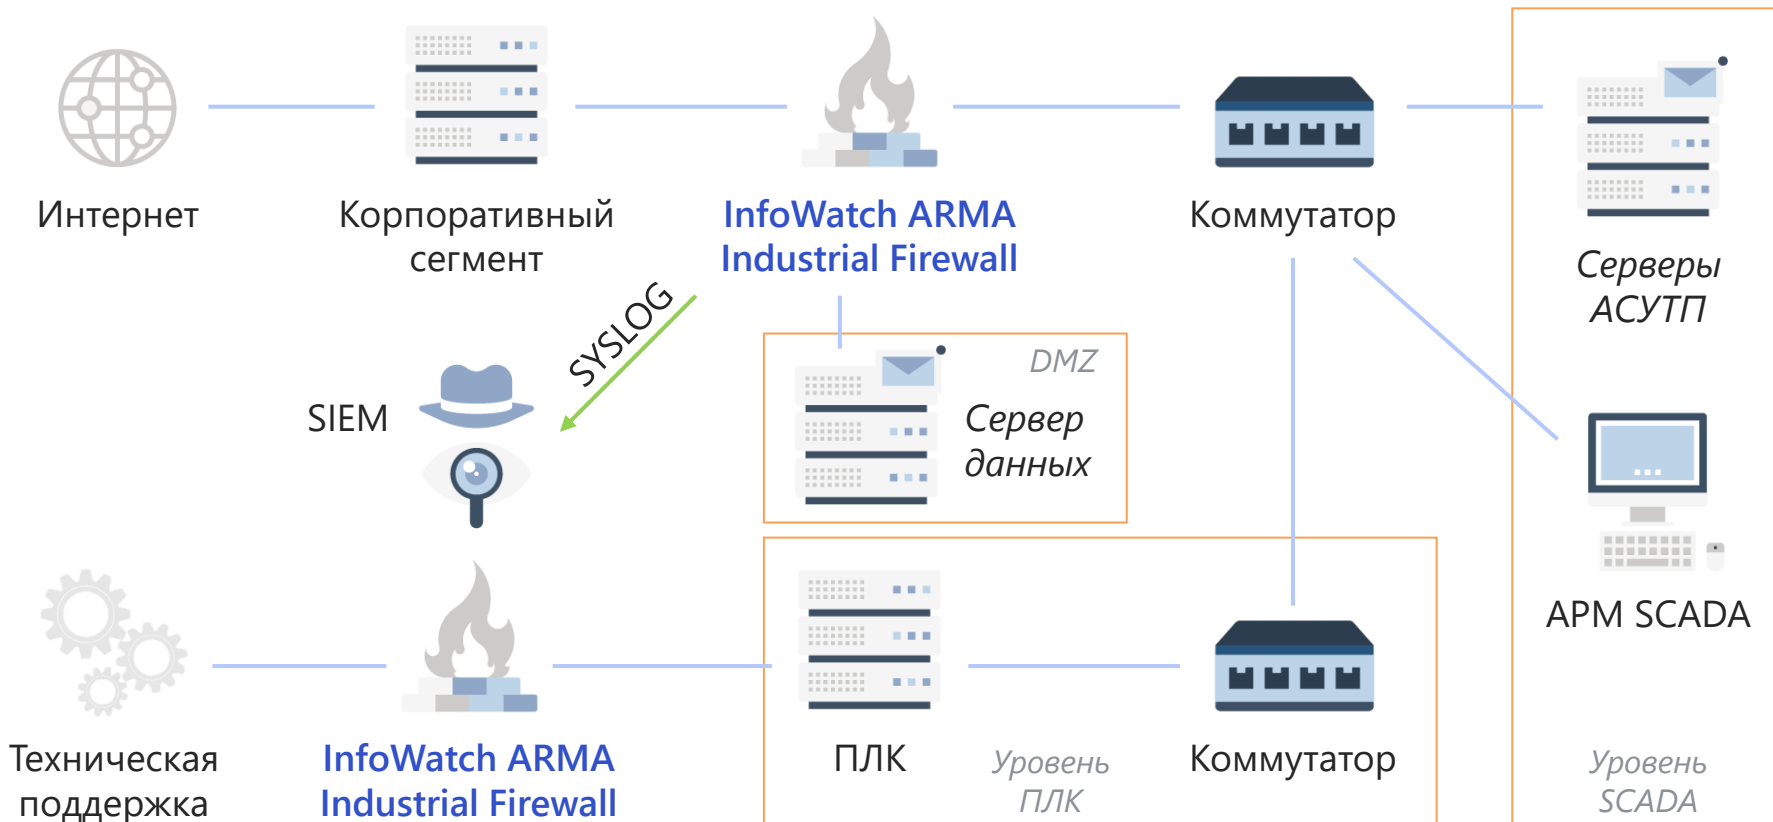 Интернет
Корпоративный
сегмент
InfoWatch ARMA
Industrial Firewall
Коммутатор
Серверы
АСУТП
SYSLOG
SIEM
DMZ
Сервер
данных
АРМ SCADA
Техническая
поддержка
InfoWatch ARMA
Industrial Firewall
ПЛК
Уровень
ПЛК
Коммутатор
Уровень
SCADA